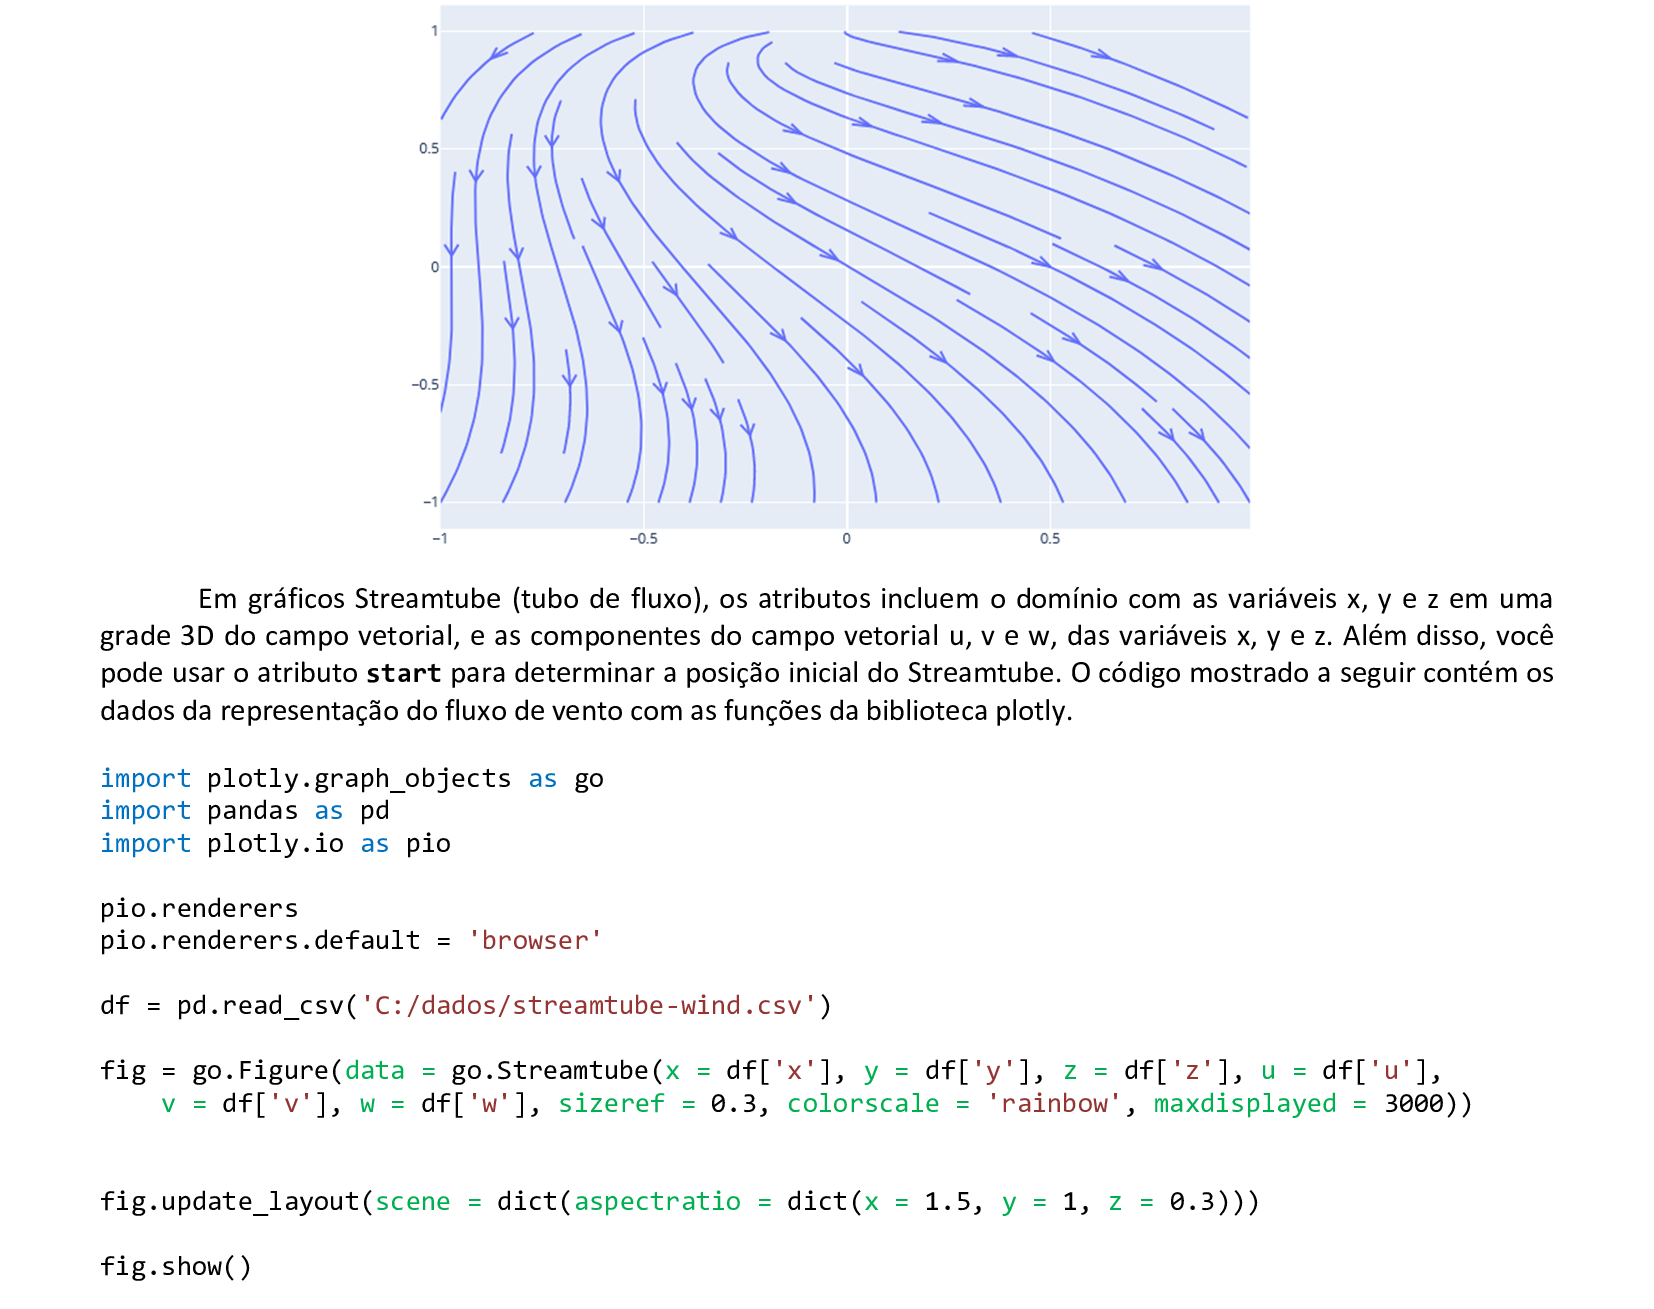 1
0.5
0
−0.5
−1
−1
−0.5
0
0.5
Em gráficos Streamtube (tubo de fluxo), os atributos incluem o domínio com as variáveis x, y e z em uma
grade 3D do campo vetorial, e as componentes do campo vetorial u, v e w, das variáveis x, y e z. Além disso, você
pode usar o atributo start para determinar a posição inicial do Streamtube. O código mostrado a seguir contém os
dados da representação do fluxo de vento com as funções da biblioteca plotly.
import plotly.graph_objects as go
import pandas as pd
import plotly.io as pio
pio.renderers
pio.renderers.default = 'browser'
df = pd.read_csv('C:/dados/streamtube-wind.csv')
fig = go.Figure(data = go.Streamtube(x = df['x'], y = df['y'], z = df['z'], u = df['u'],
v = df['v'], w = df['w'], sizeref = 0.3, colorscale = 'rainbow', maxdisplayed = 3000))
fig.update_layout(scene = dict(aspectratio = dict(x = 1.5, y = 1, z = 0.3)))
fig.show()